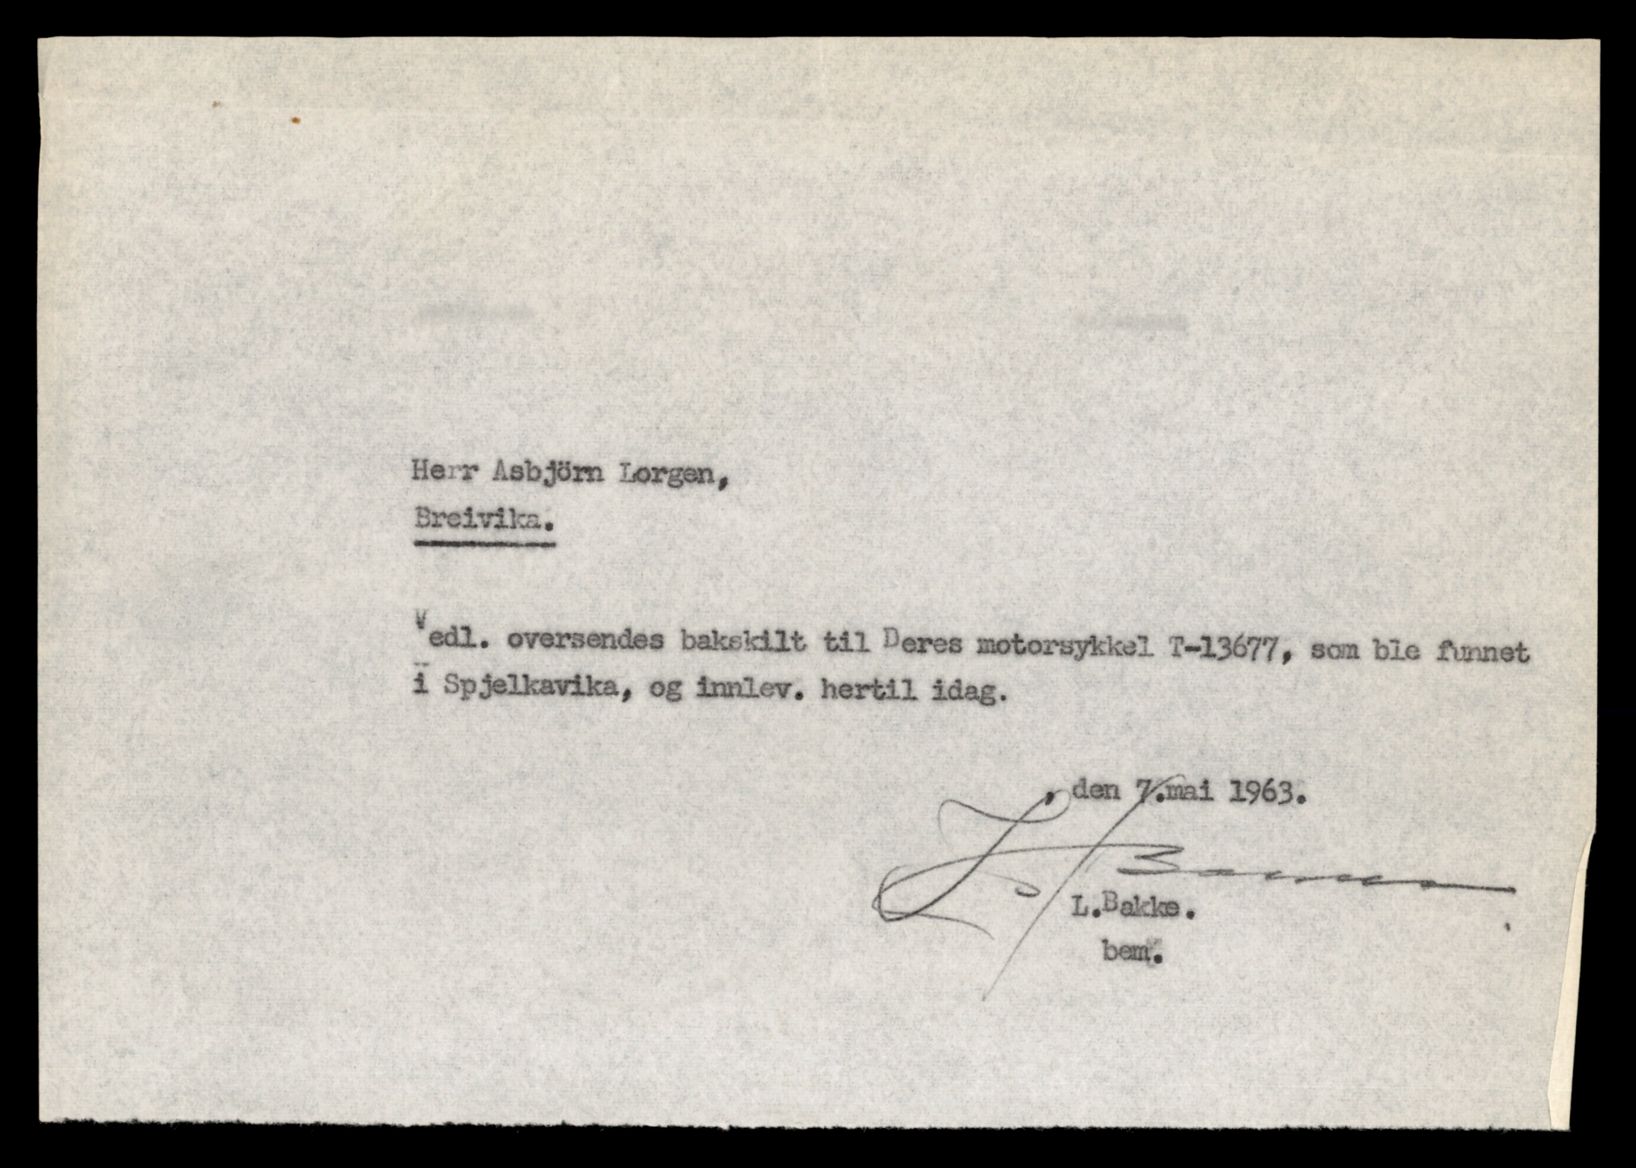 Herr Asbjörn Lorgen,
Breivika.
Vedl. oversendes bakskilt til Deres motorsykkel T-13677, som ble funnet
i Spjelkavika, og innlev. hertil idag.
, den 7.mai 1963.
L.Bakke.
bem.